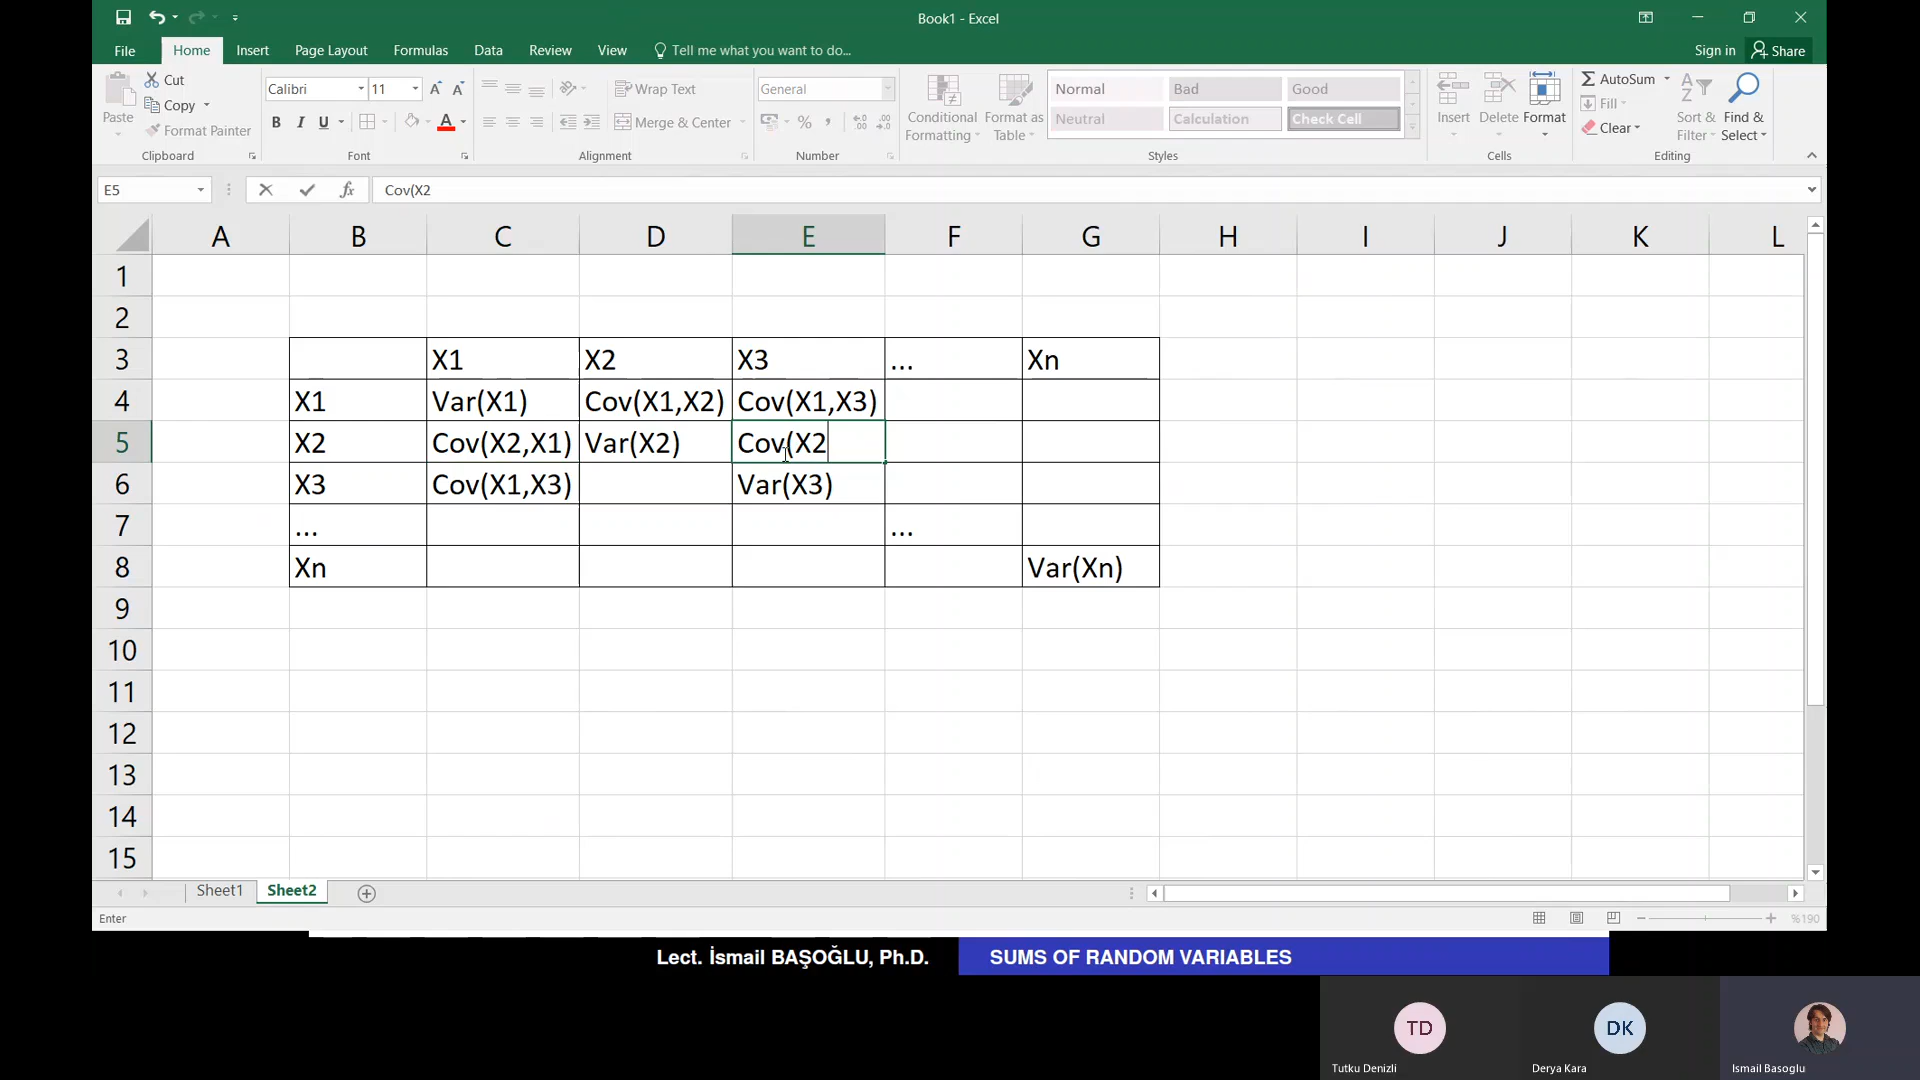 Book1 - Excel
File Home Insert Page Layout Formulas Data Review View Tell me what you want to do... Sign in Share
Paste Cut Copy Format Painter
Clipboard
Calibri 11
B I U A
Font
Wrap Text
Merge & Center
Alignment
General
% ,
Number
Conditional Formatting
Format as Table
Normal Bad Good
Neutral Calculation Check Cell
Styles
Insert Delete Format
Cells
AutoSum
Fill
Clear
Sort & Filter
Find & Select
Editing
E5 fx Cov(X2
A B C D E F G H I J K L
1
2
3 X1 X2 X3 ... Xn
4 X1 Var(X1) Cov(X1,X2) Cov(X1,X3)
5 X2 Cov(X2,X1) Var(X2) Cov(X2
6 X3 Cov(X1,X3) Var(X3)
7 ... ...
8 Xn Var(Xn)
9
10
11
12
13
14
15
Sheet1 Sheet2
Enter %190
Lect. İsmail BAŞOĞLU, Ph.D. SUMS OF RANDOM VARIABLES
TD DK
Tutku Denizli Derya Kara Ismail Basoglu